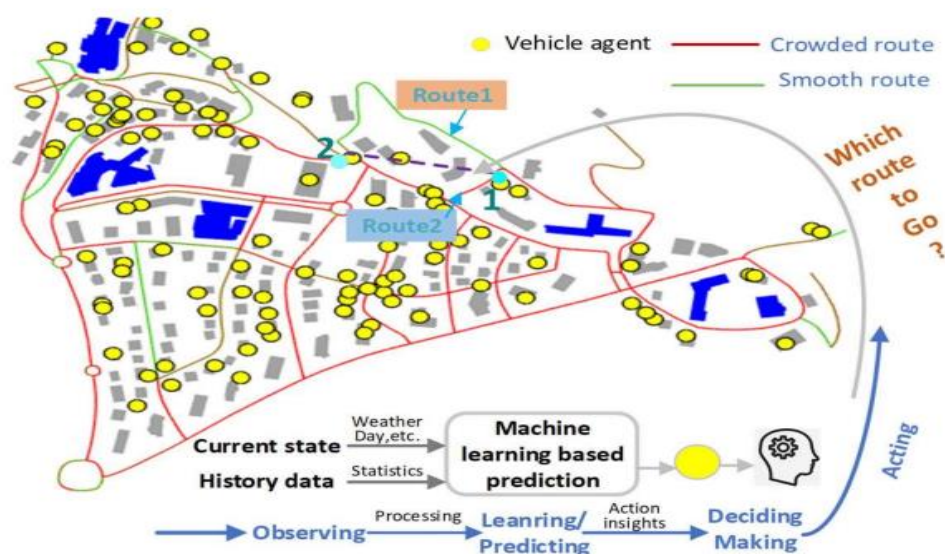 Vehicle agent
Crowded route
Smooth route
Route1
2
1
Route2
Which
route
to
Go
?
Current state
Weather
Day,etc.
History data
Statistics
Machine
learning based
prediction
Acting
Observing
Processing
Leanring/
Predicting
Action
insights
Deciding
Making